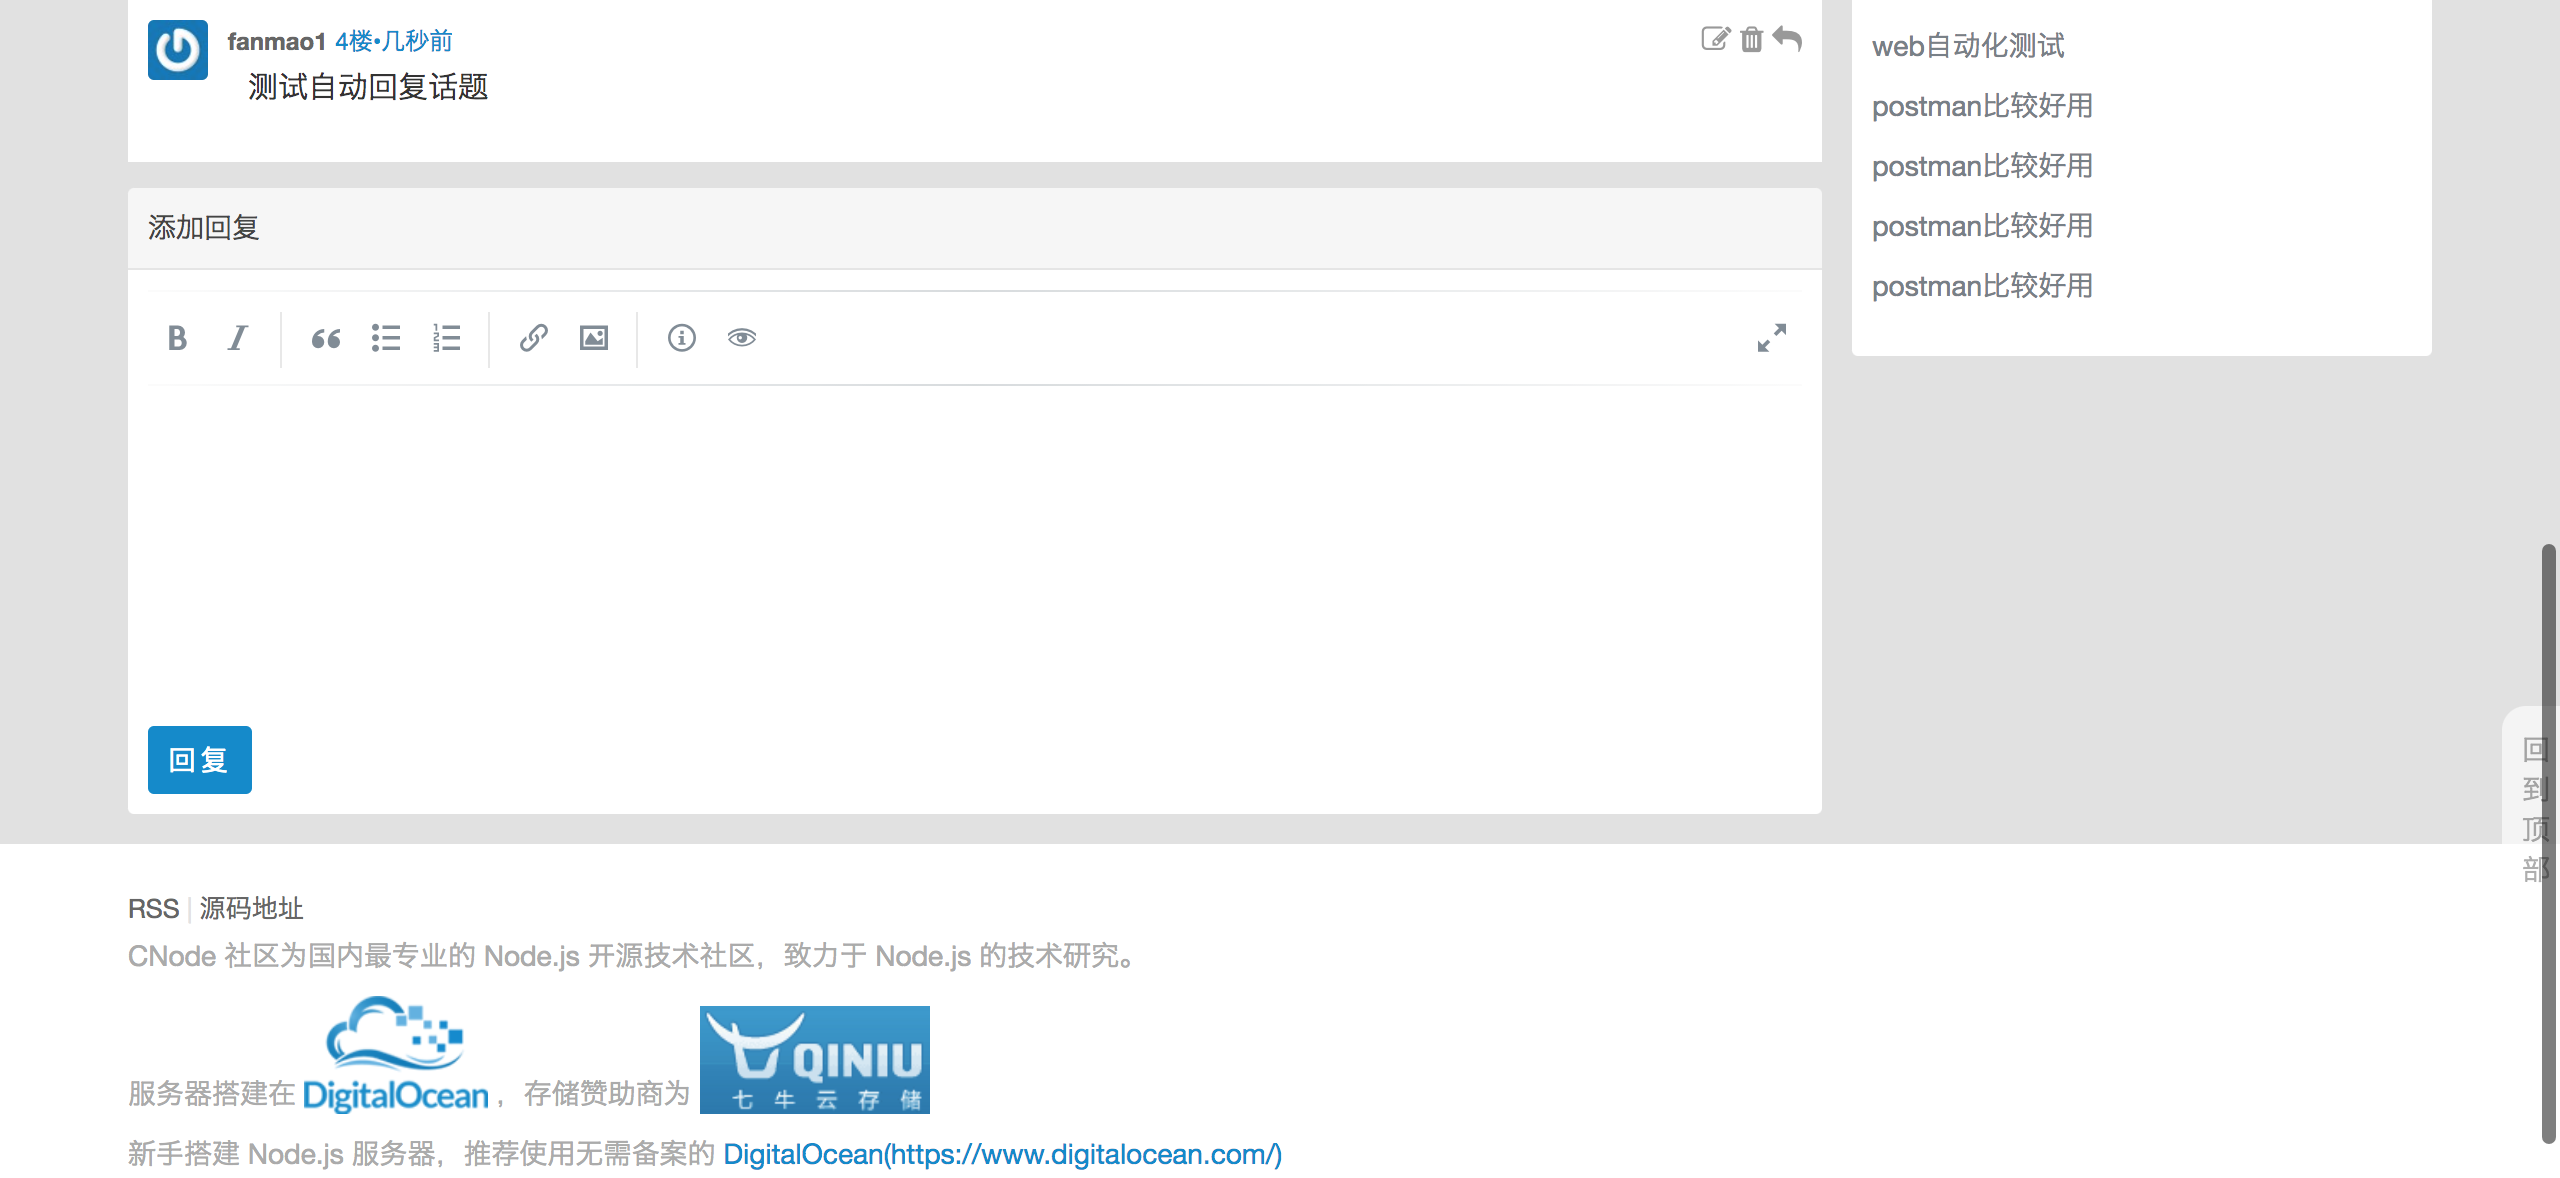 fanmao1 4楼•几秒前
测试自动回复话题
添加回复
回复
web自动化测试
postman比较好用
postman比较好用
postman比较好用
postman比较好用
回到顶部
RSS | 源码地址
CNode 社区为国内最专业的 Node.js 开源技术社区，致力于 Node.js 的技术研究。
服务器搭建在 DigitalOcean ，存储赞助商为 QINIU 七牛云存储
新手搭建 Node.js 服务器，推荐使用无需备案的 DigitalOcean(https://www.digitalocean.com/)